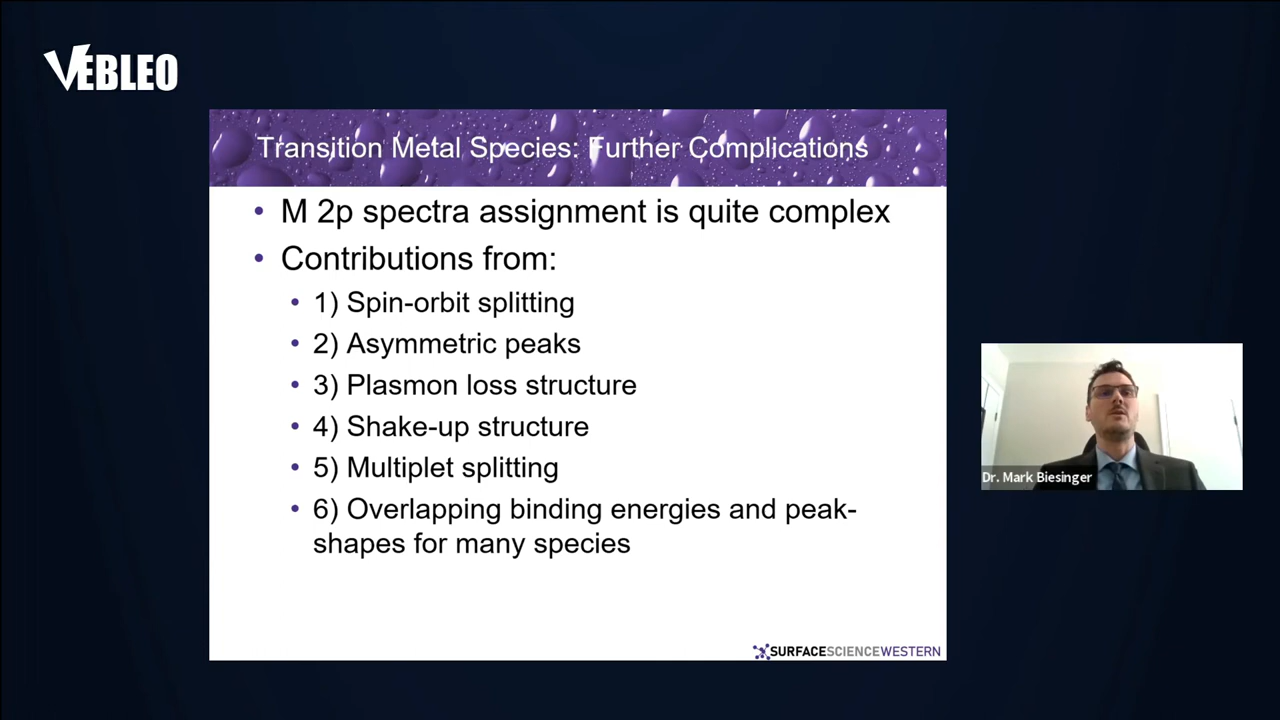 VEBLEO
Transition Metal Species: Further Complications
• M 2p spectra assignment is quite complex
• Contributions from:
• 1) Spin-orbit splitting
• 2) Asymmetric peaks
• 3) Plasmon loss structure
• 4) Shake-up structure
• 5) Multiplet splitting
• 6) Overlapping binding energies and peak-
shapes for many species
Dr. Mark Biesinger
SURFACESCIENCEWESTERN